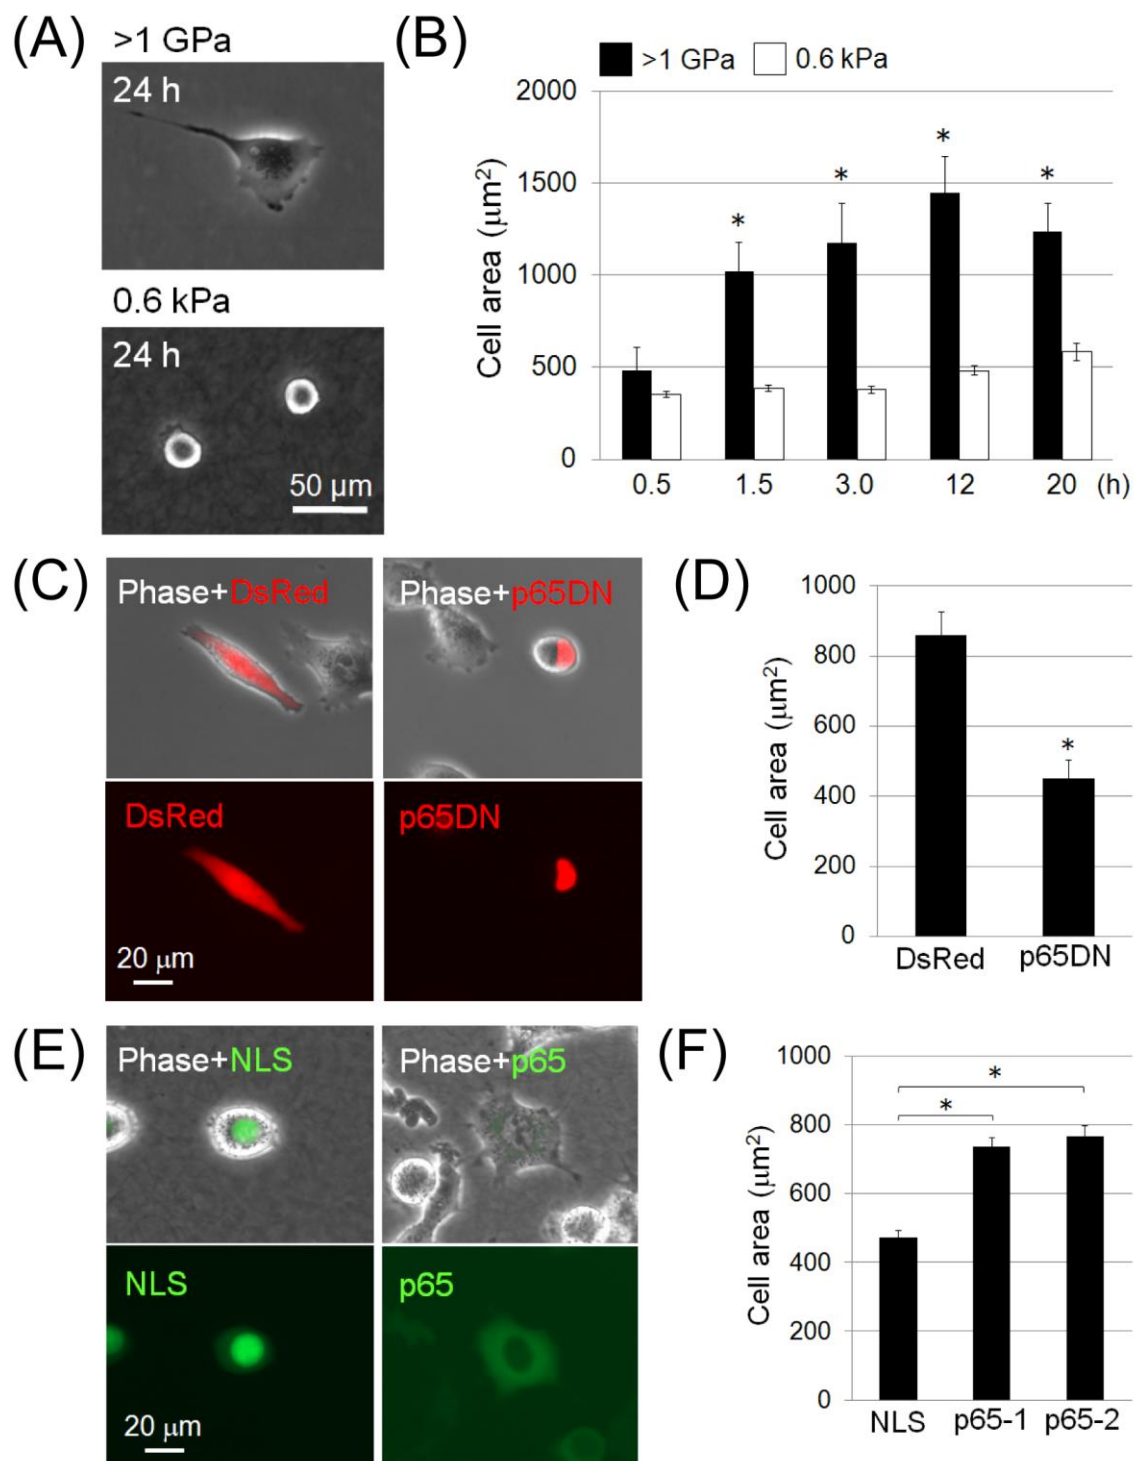 (A)
>1 GPa
24 h
0.6 kPa
24 h
50 µm
(B)
>1 GPa 0.6 kPa
Cell area (µm²)
2000
1500
1000
500
0
* * * *
0.5 1.5 3.0 12 20 (h)
(C)
Phase+DsRed
Phase+p65DN
DsRed
20 µm
p65DN
(D)
Cell area (µm²)
1000
800
600
400
200
0
*
DsRed p65DN
(E)
Phase+NLS
Phase+p65
NLS
20 µm
p65
(F)
Cell area (µm²)
1000
800
600
400
200
0
*
*
NLS p65-1 p65-2